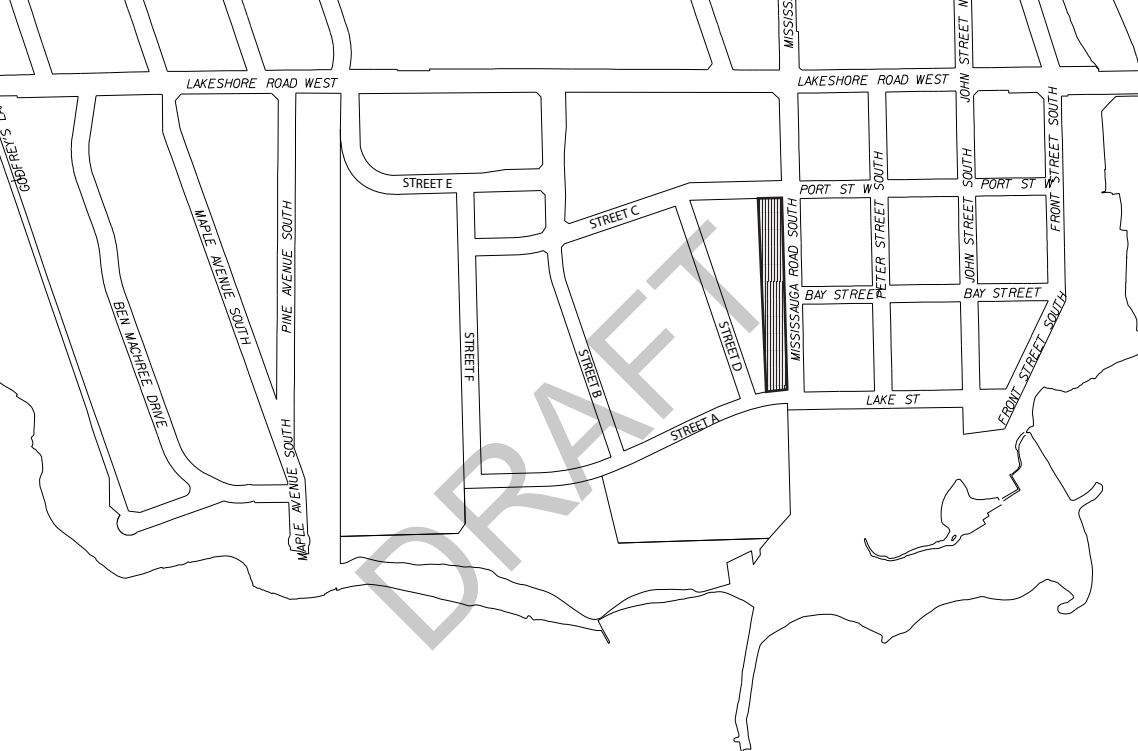 MISSISS
JOHN STREET N
LAKESHORE ROAD WEST
LAKESHORE ROAD WEST
GODFREY'S LA
MAPLE AVENUE SOUTH
PINE AVENUE SOUTH
BEN MACHREE DRIVE
MAPLE AVENUE SOUTH
STREET E
STREET C
STREET F
STREET B
STREET D
STREET A
MISSISSAUGA ROAD SOUTH
PORT ST W
PETER STREET SOUTH
JOHN STREET SOUTH
PORT ST W
FRONT STREET SOUTH
BAY STREET
BAY STREET
FRONT STREET SOUTH
LAKE ST
DRAFT